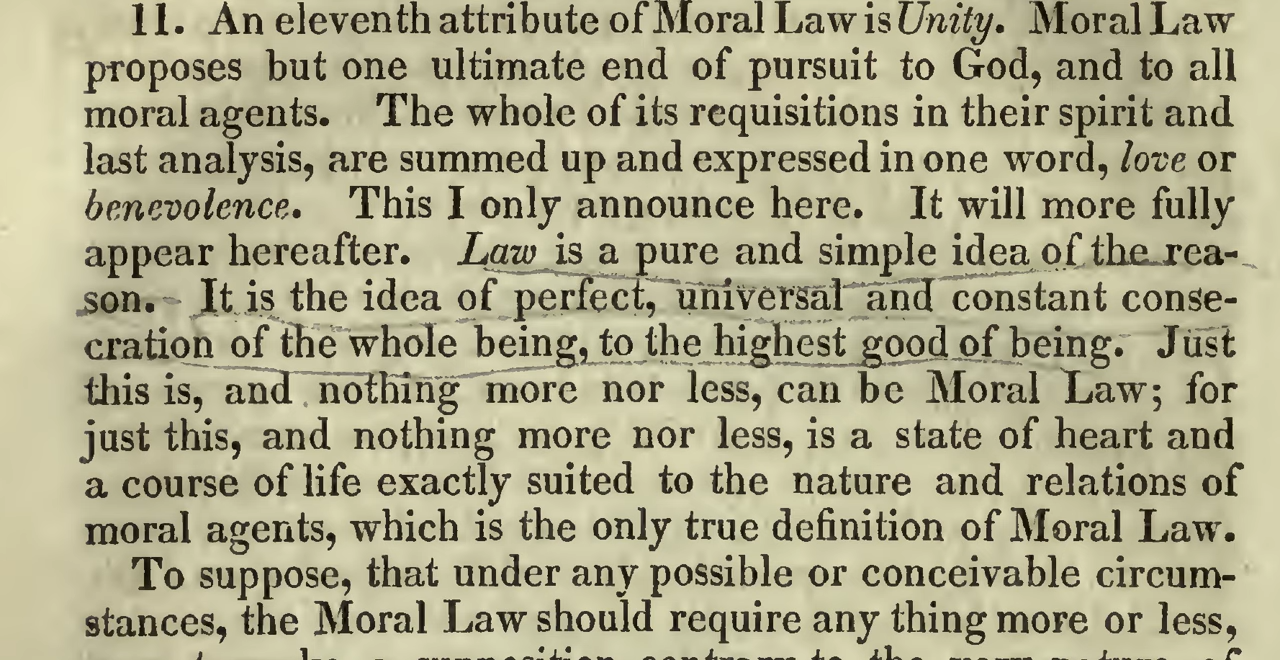 11. An eleventh attribute of Moral Law is Unity. Moral Law
proposes but one ultimate end of pursuit to God, and to all
moral agents. The whole of its requisitions in their spirit and
last analysis, are summed up and expressed in one word, love or
benevolence. This I only announce here. It will more fully
appear hereafter. Law is a pure and simple idea of the rea-
son. It is the idea of perfect, universal and constant conse-
cration of the whole being, to the highest good of being. Just
this is, and nothing more nor less, can be Moral Law; for
just this, and nothing more nor less, is a state of heart and
a course of life exactly suited to the nature and relations of
moral agents, which is the only true definition of Moral Law.
To suppose, that under any possible or conceivable circum-
stances, the Moral Law should require any thing more or less,